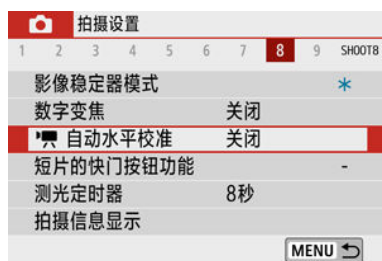 拍摄设置
1 2 3 4 5 6 7 8 9 SHOOT8
影像稳定器模式
数字变焦 关闭
自动水平校准 关闭
短片的快门按钮功能 -
测光定时器 8秒
拍摄信息显示
MENU